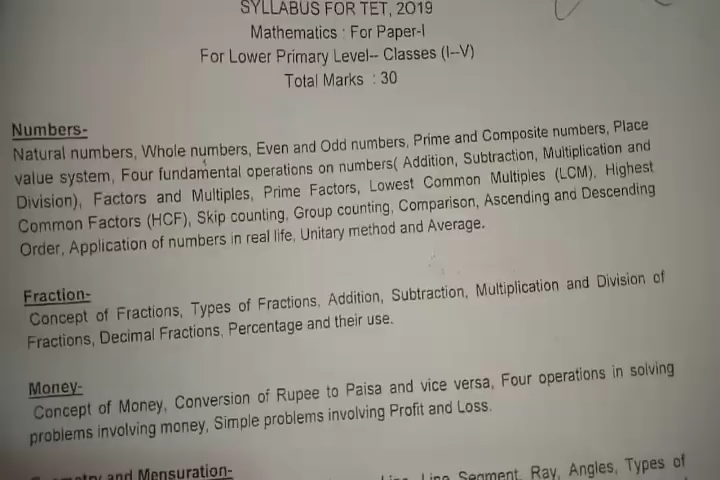 SYLLABUS FOR TET, 2019
Mathematics : For Paper-I
For Lower Primary Level-- Classes (I--V)
Total Marks : 30
Numbers-
Natural numbers, Whole numbers, Even and Odd numbers, Prime and Composite numbers, Place
value system, Four fundamental operations on numbers( Addition, Subtraction, Multiplication and
Division), Factors and Multiples, Prime Factors, Lowest Common Multiples (LCM), Highest
Common Factors (HCF), Skip counting, Group counting, Comparison, Ascending and Descending
Order, Application of numbers in real life, Unitary method and Average.
Fraction-
Concept of Fractions, Types of Fractions, Addition, Subtraction, Multiplication and Division of
Fractions, Decimal Fractions, Percentage and their use.
Money-
Concept of Money, Conversion of Rupee to Paisa and vice versa, Four operations in solving
problems involving money, Simple problems involving Profit and Loss.
and Mensuration-
Line Segment, Ray, Angles, Types of